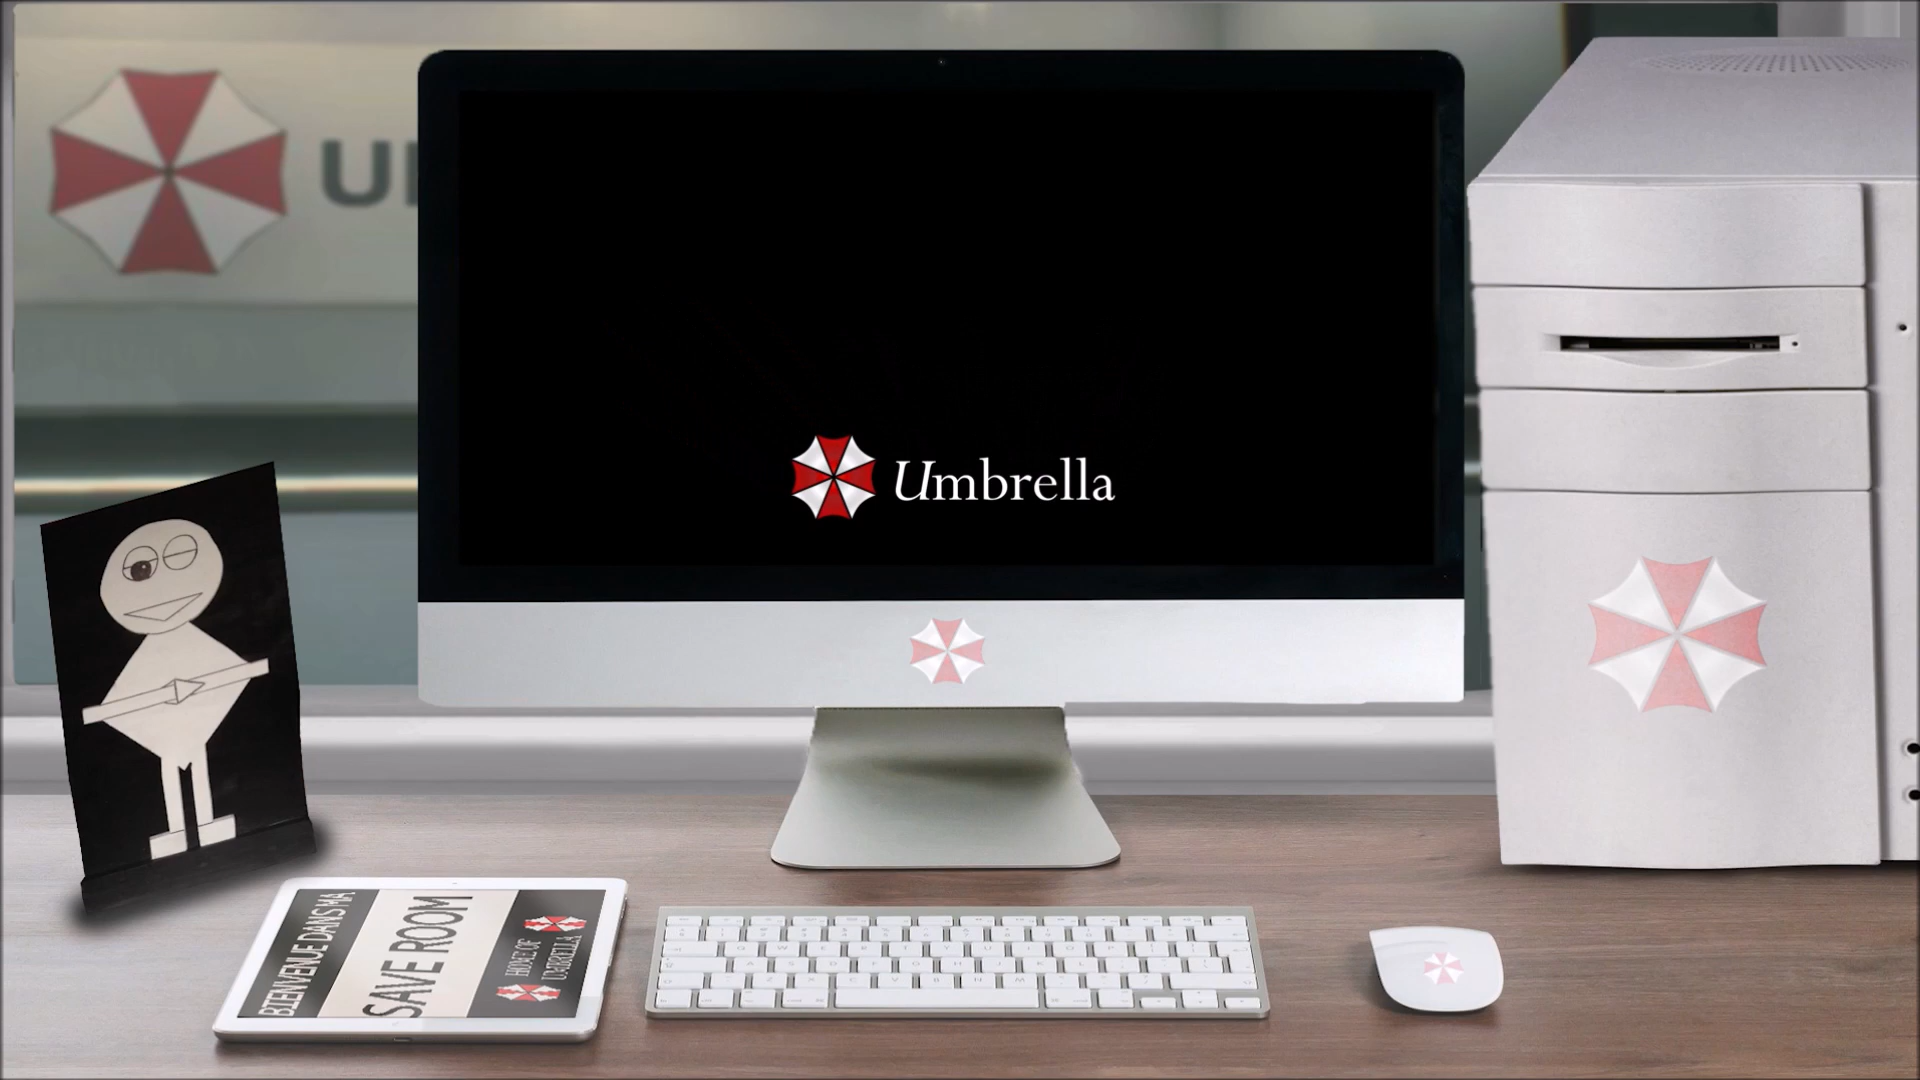 U
Umbrella
BIENVENUE DANS MA
SAVE ROOM
HOME OF
UMBRELLA